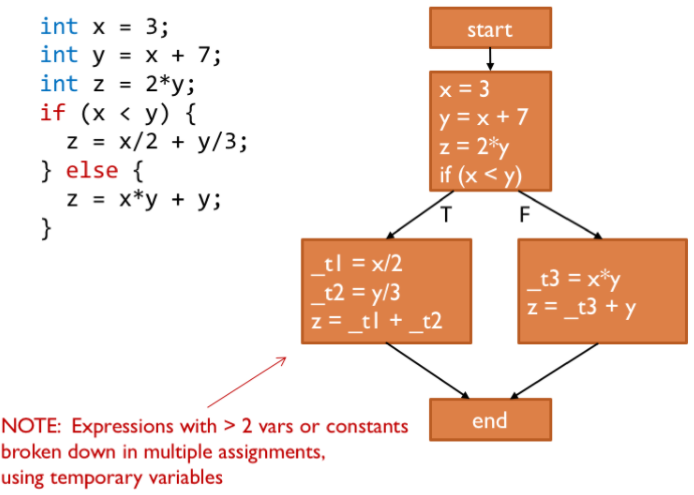 int x = 3;
int y = x + 7;
int z = 2*y;
if (x < y) {
  z = x/2 + y/3;
} else {
  z = x*y + y;
}
start
x = 3
y = x + 7
z = 2*y
if (x < y)
T
F
_t1 = x/2
_t2 = y/3
z = _t1 + _t2
_t3 = x*y
z = _t3 + y
end
NOTE: Expressions with > 2 vars or constants
broken down in multiple assignments,
using temporary variables